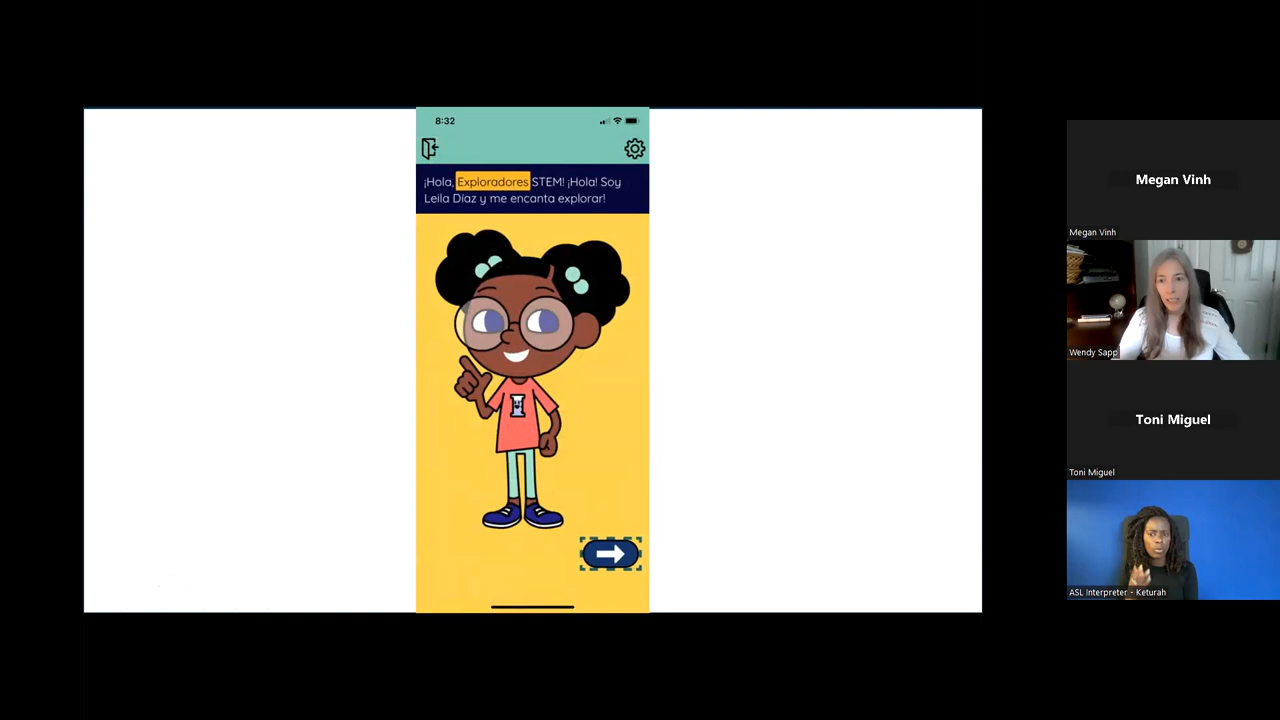 8:32
¡Hola, Exploradores STEM! ¡Hola! Soy
Leila Díaz y me encanta explorar!
Megan Vinh
Megan Vinh
Wendy Sapp
Toni Miguel
Toni Miguel
ASL Interpreter - Keturah